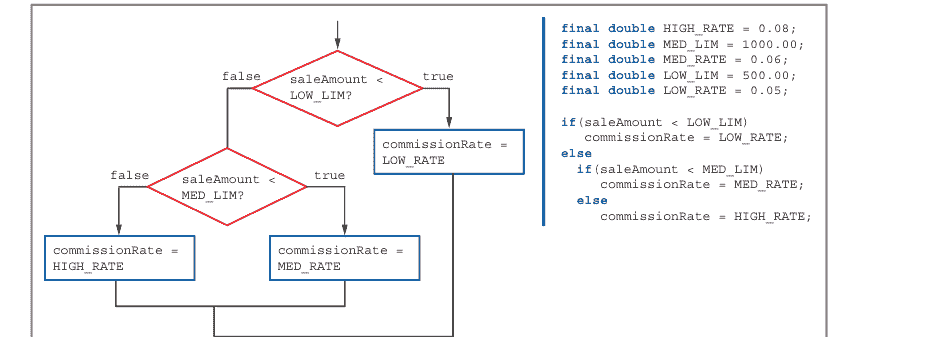 false
saleAmount <
LOW_LIM?
true
commissionRate =
LOW_RATE
false
saleAmount <
MED_LIM?
true
commissionRate =
HIGH_RATE
commissionRate =
MED_RATE
final double HIGH_RATE = 0.08;
final double MED_LIM = 1000.00;
final double MED_RATE = 0.06;
final double LOW_LIM = 500.00;
final double LOW_RATE = 0.05;
if(saleAmount < LOW_LIM)
commissionRate = LOW_RATE;
else
if(saleAmount < MED_LIM)
commissionRate = MED_RATE;
else
commissionRate = HIGH_RATE;